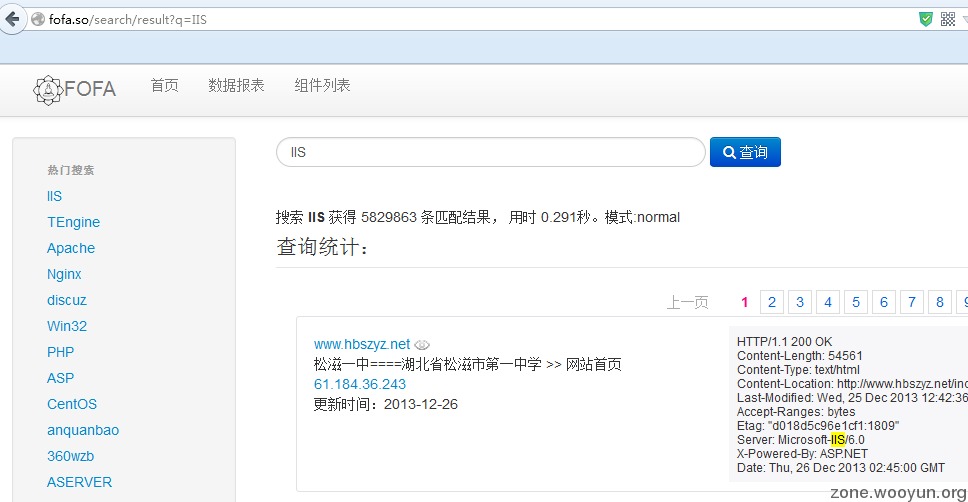 fofa.so/search/result?q=IIS
FOFA 首页 数据报表 组件列表
热门搜索
IIS
TEngine
Apache
Nginx
discuz
Win32
PHP
ASP
CentOS
anquanbao
360wzb
ASERVER
IIS 查询
搜索 IIS 获得 5829863 条匹配结果， 用时 0.291秒。模式:normal
查询统计：
上一页 1 2 3 4 5 6 7 8 9
www.hbszyz.net
松滋一中====湖北省松滋市第一中学 >> 网站首页
61.184.36.243
更新时间：2013-12-26
HTTP/1.1 200 OK
Content-Length: 54561
Content-Type: text/html
Content-Location: http://www.hbszyz.net/in
Last-Modified: Wed, 25 Dec 2013 12:42:36
Accept-Ranges: bytes
Etag: "d018d5c96e1cf1:1809"
Server: Microsoft-IIS/6.0
X-Powered-By: ASP.NET
Date: Thu, 26 Dec 2013 02:45:00 GMT
zone.wooyun.org